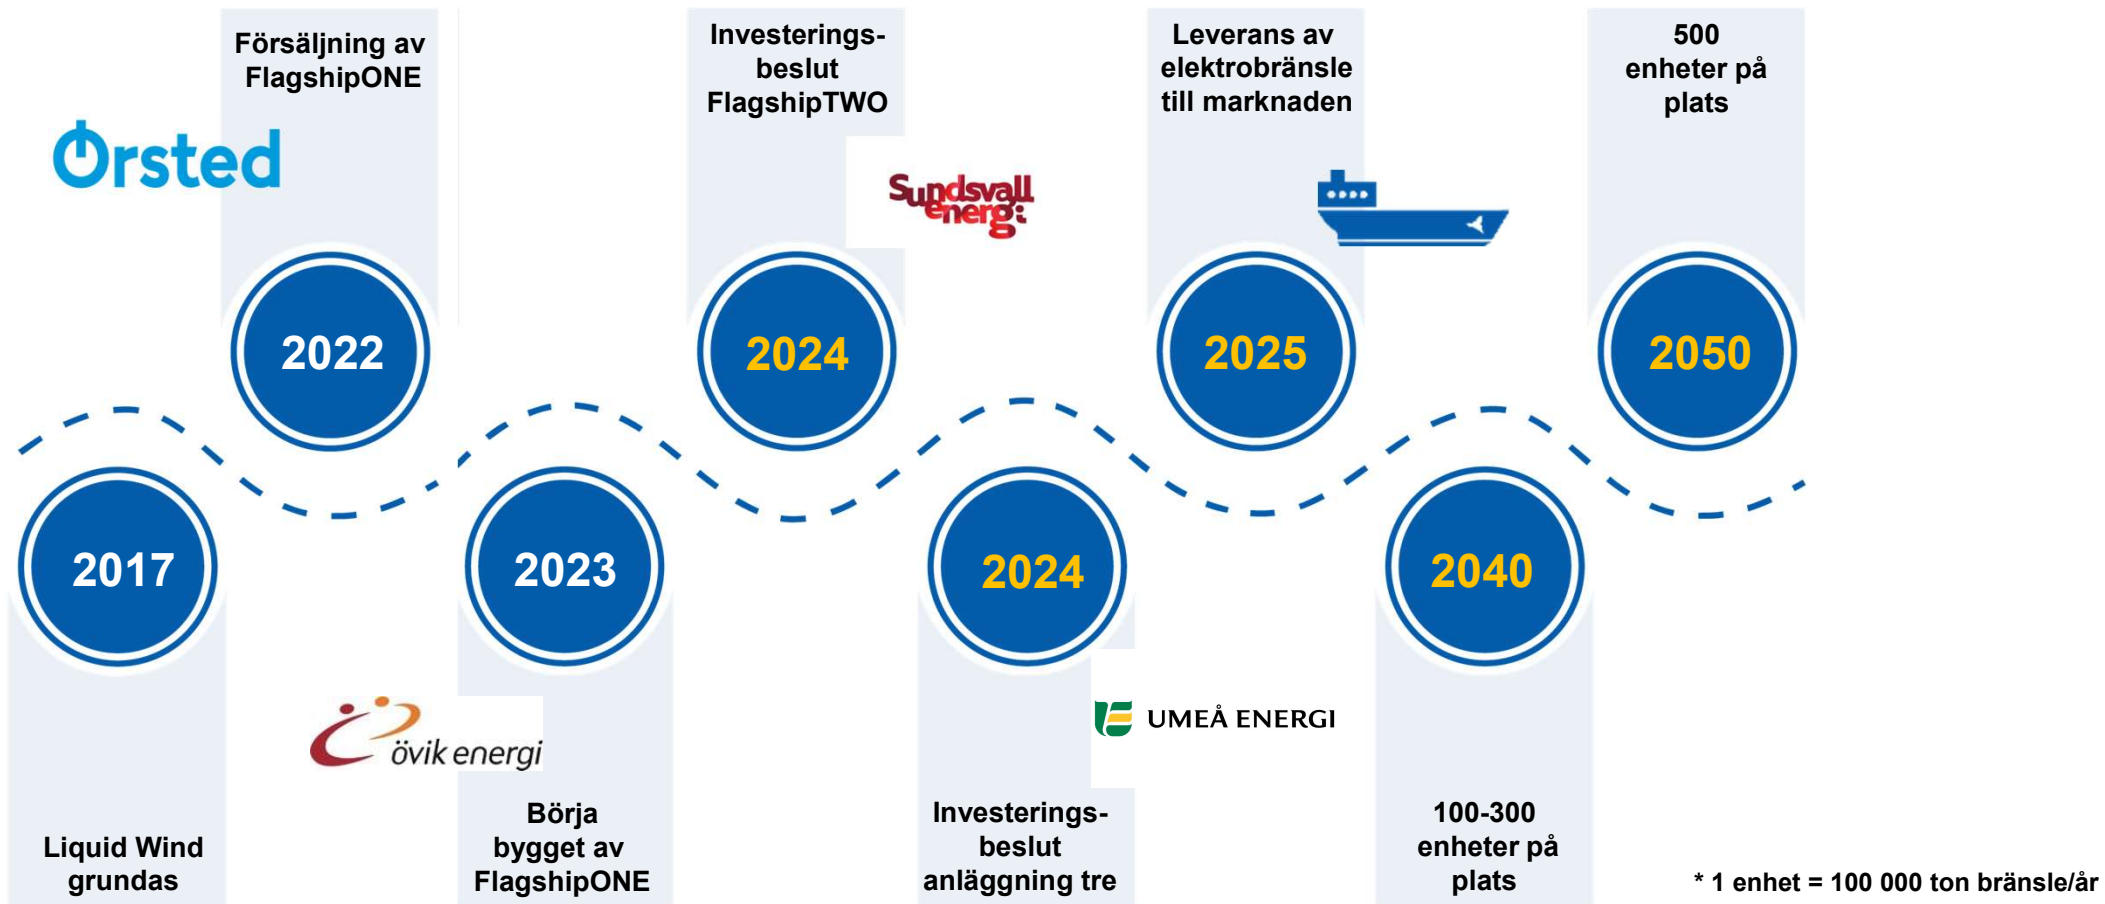 Försäljning av
FlagshipONE
Investerings-
beslut
FlagshipTWO
Leverans av
elektrobränsle
till marknaden
500
enheter på
plats
Ørsted
Sundsvall
energi
2022
2024
2025
2050
2017
2023
2024
2040
övik energi
UMEÅ ENERGI
Liquid Wind
grundas
Börja
bygget av
FlagshipONE
Investerings-
beslut
anläggning tre
100-300
enheter på
plats
* 1 enhet = 100 000 ton bränsle/år